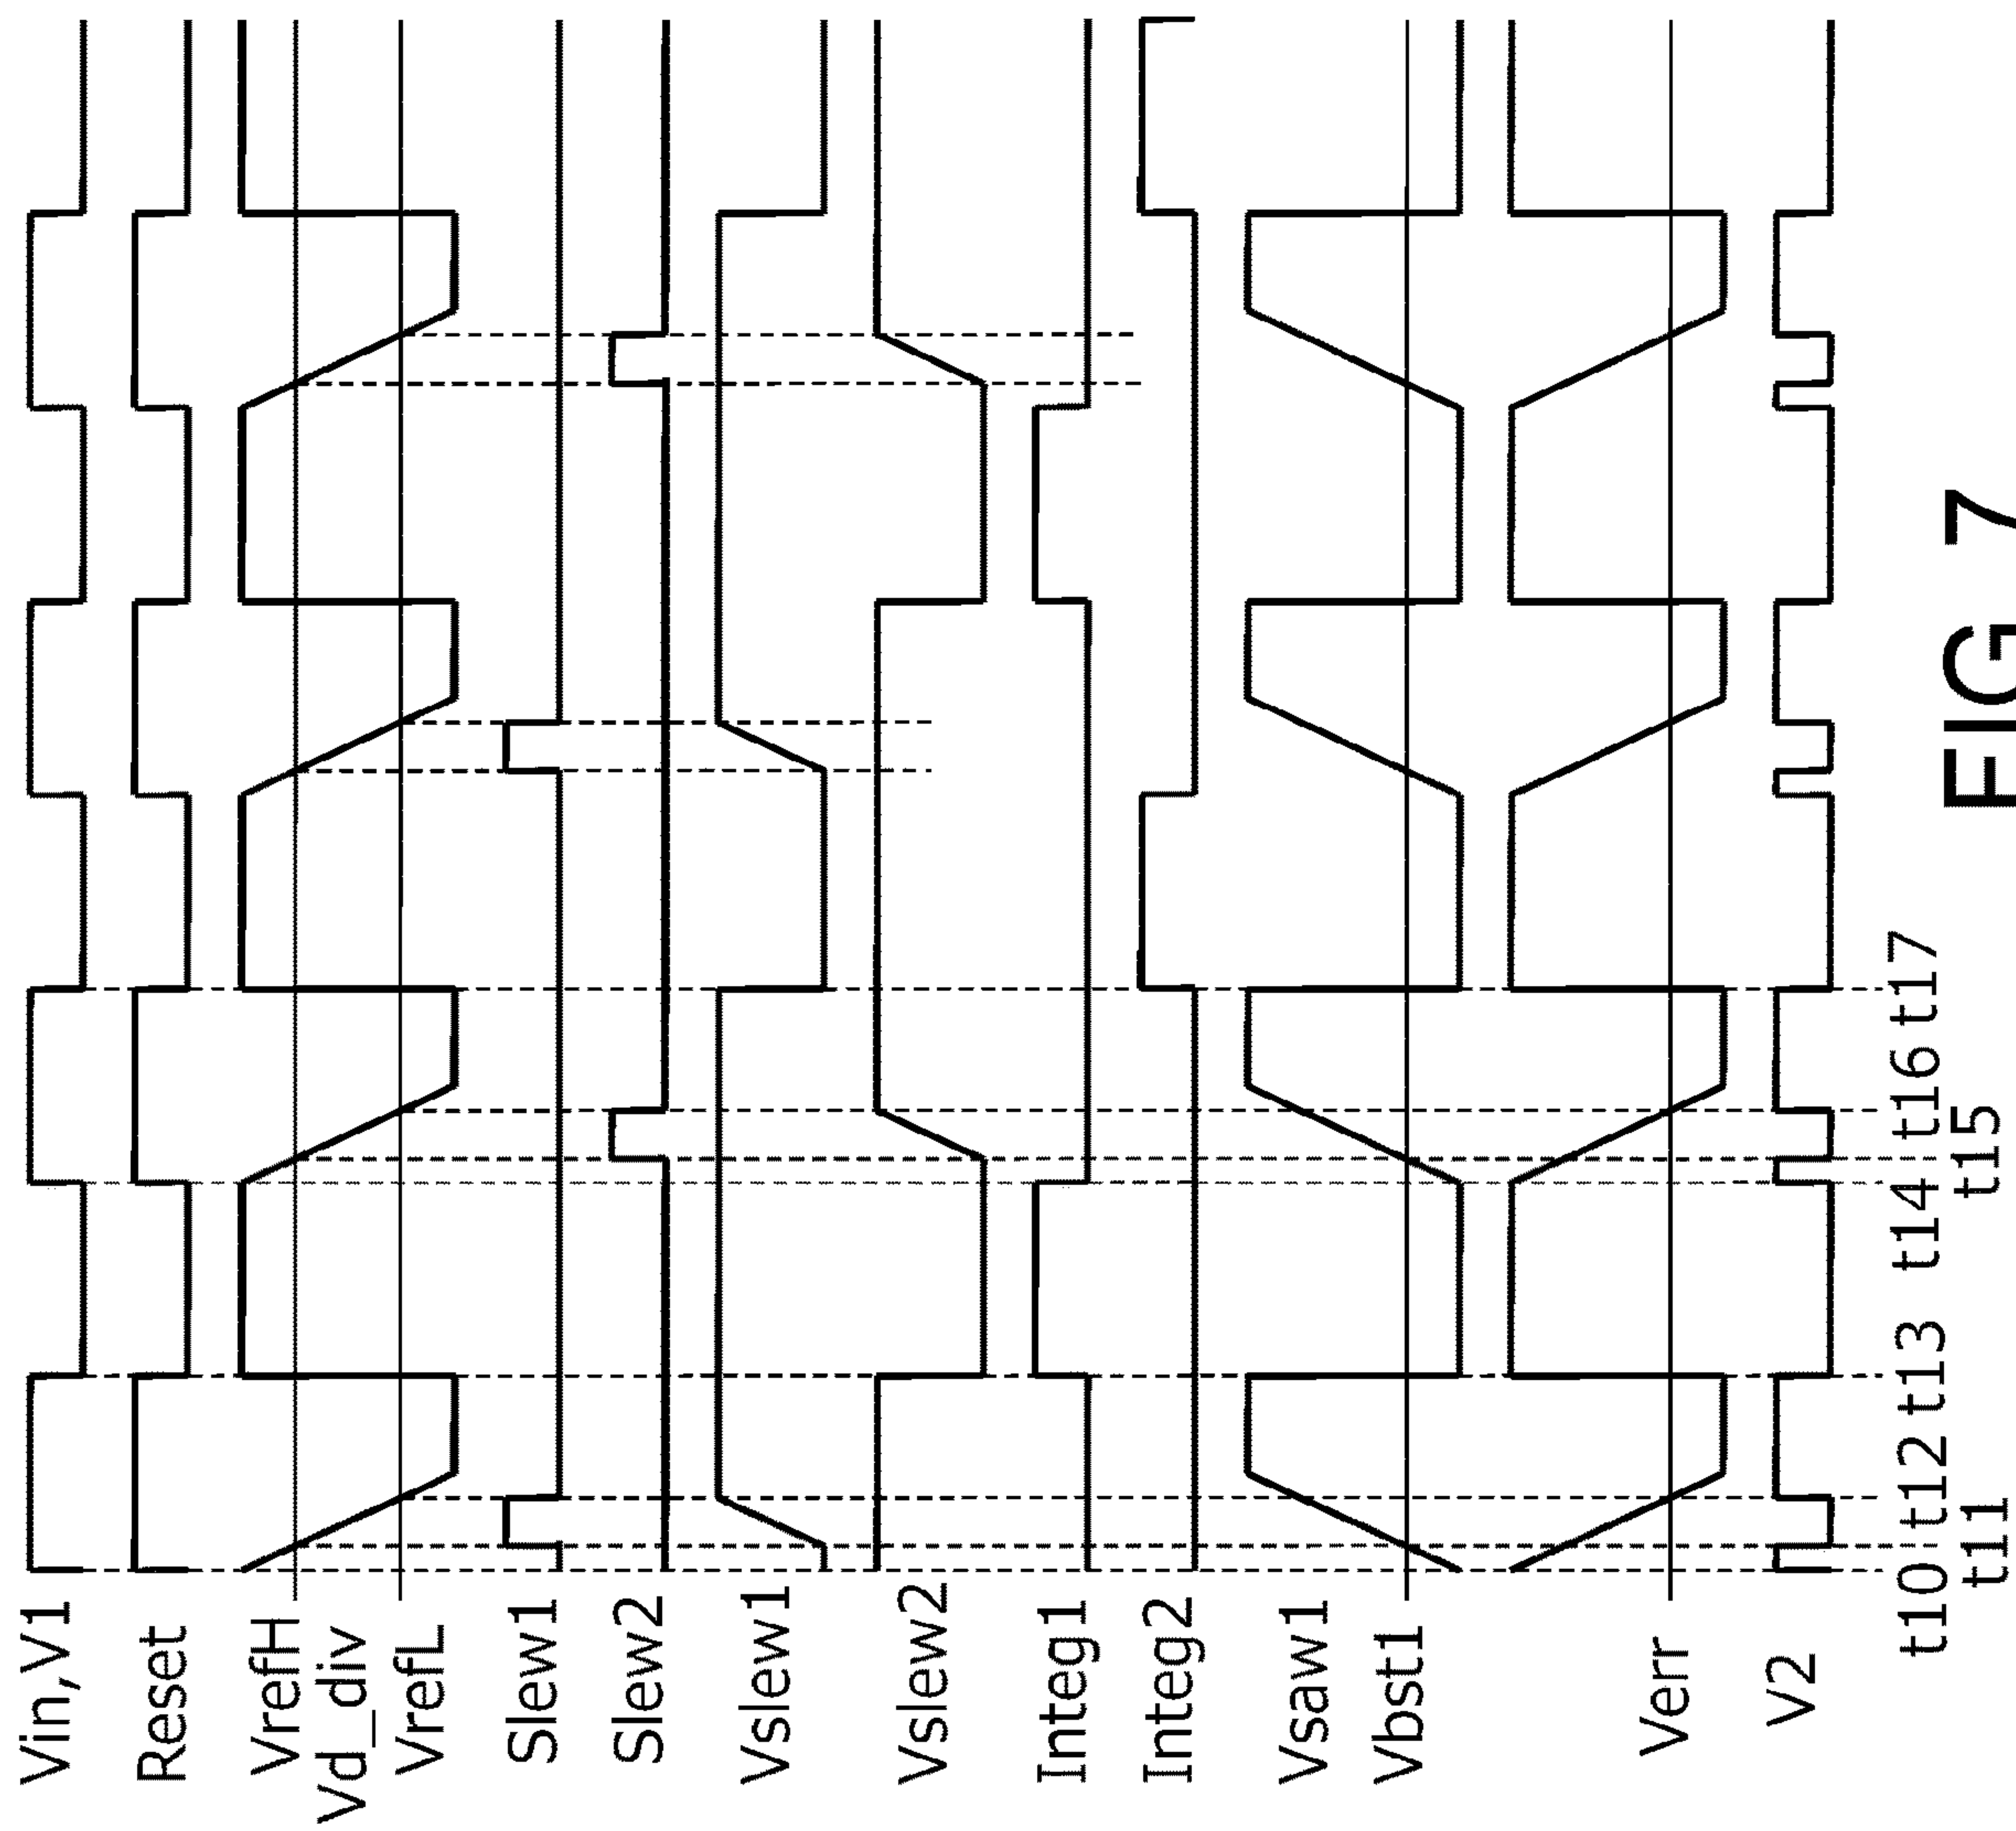 Vin,V1
Reset
VrefH
Vd_div
VrefL
Slew1
Slew2
Vslew1
Vslew2
Integ1
Integ2
Vsaw1
Vbst1
Verr
V2
t10 t12 t13 t14 t16 t17
t11 t15
FIG 7